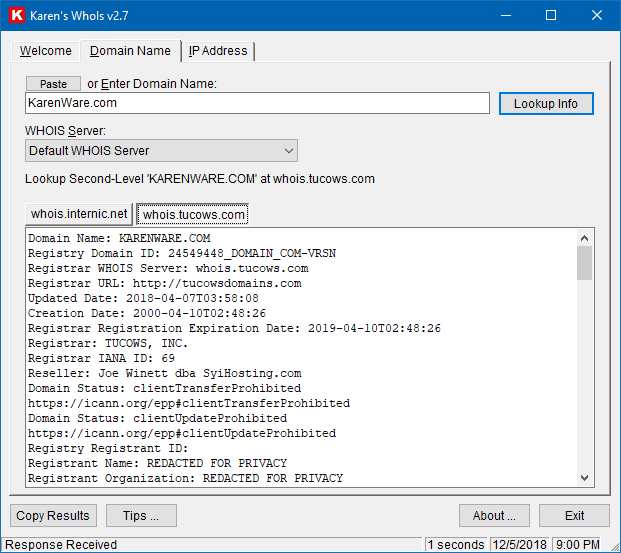 K Karen's WhoIs v2.7
Welcome Domain Name IP Address
Paste or Enter Domain Name:
KarenWare.com Lookup Info
WHOIS Server:
Default WHOIS Server
Lookup Second-Level 'KARENWARE.COM' at whois.tucows.com
whois.internic.net whois.tucows.com
Domain Name: KARENWARE.COM
Registry Domain ID: 24549448_DOMAIN_COM-VRSN
Registrar WHOIS Server: whois.tucows.com
Registrar URL: http://tucowsdomains.com
Updated Date: 2018-04-07T03:58:08
Creation Date: 2000-04-10T02:48:26
Registrar Registration Expiration Date: 2019-04-10T02:48:26
Registrar: TUCOWS, INC.
Registrar IANA ID: 69
Reseller: Joe Winett dba SyiHosting.com
Domain Status: clientTransferProhibited
https://icann.org/epp#clientTransferProhibited
Domain Status: clientUpdateProhibited
https://icann.org/epp#clientUpdateProhibited
Registry Registrant ID:
Registrant Name: REDACTED FOR PRIVACY
Registrant Organization: REDACTED FOR PRIVACY
Copy Results Tips ... About ... Exit
Response Received 1 seconds 12/5/2018 9:00 PM